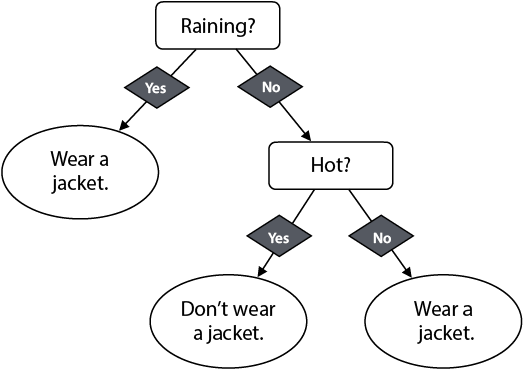 Raining?
Yes
No
Wear a
jacket.
Hot?
Yes
No
Don't wear
a jacket.
Wear a
jacket.